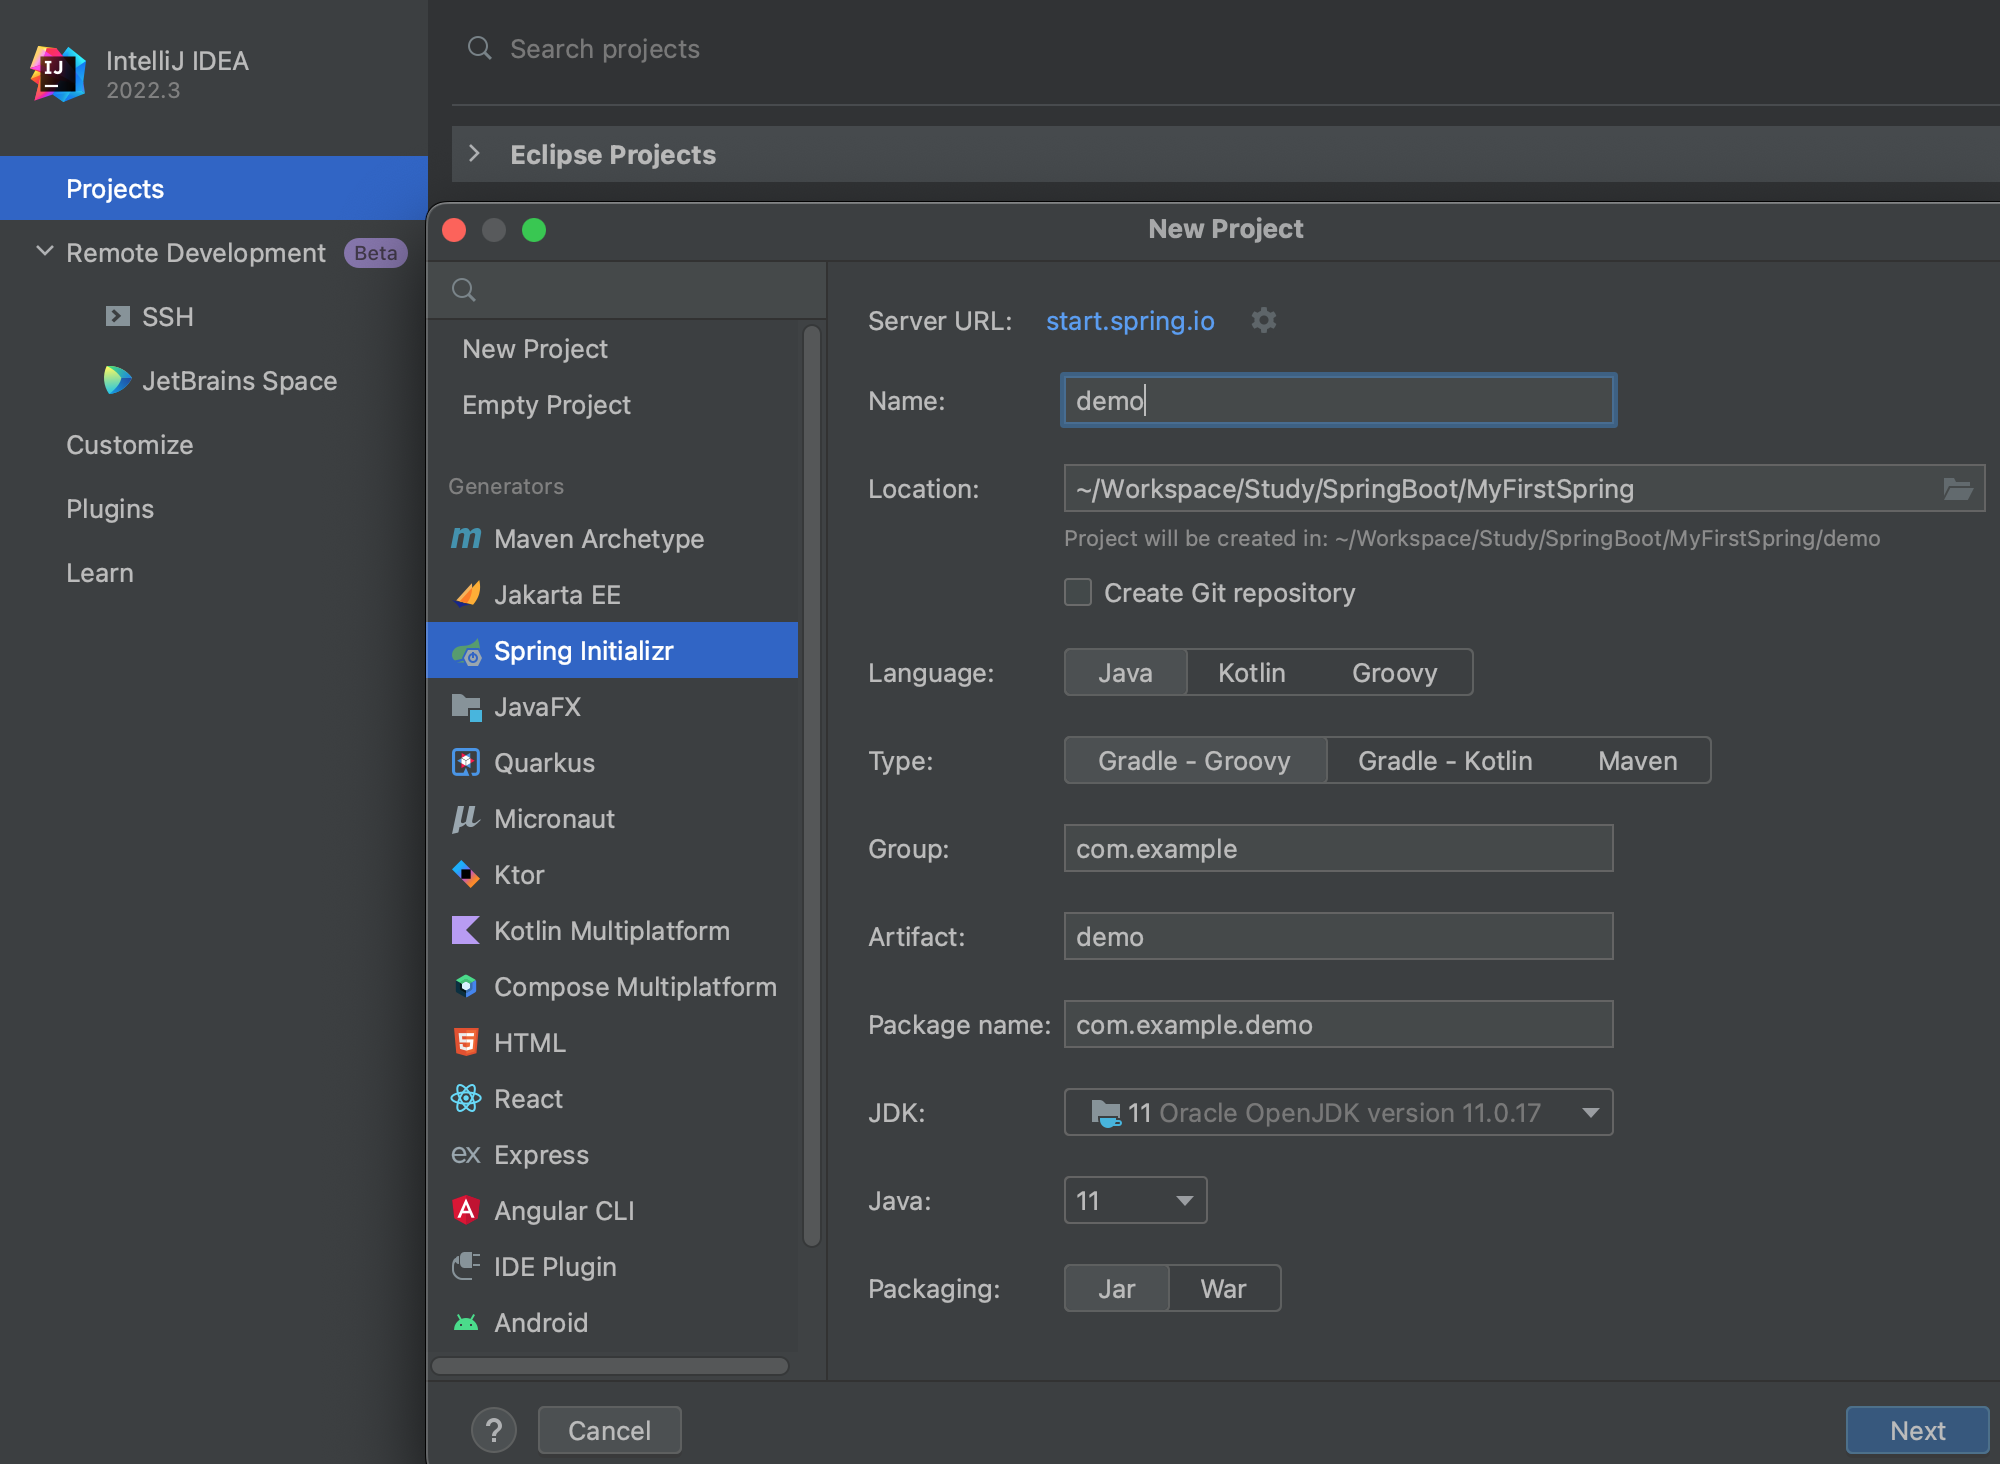 IJ
IntelliJ IDEA
2022.3
Projects
Remote Development Beta
SSH
JetBrains Space
Customize
Plugins
Learn
Search projects
Eclipse Projects
New Project
New Project
Empty Project
Generators
m Maven Archetype
Jakarta EE
Spring Initializr
JavaFX
Quarkus
μ Micronaut
Ktor
Kotlin Multiplatform
Compose Multiplatform
5 HTML
React
ex Express
A Angular CLI
IDE Plugin
Android
Server URL: start.spring.io
Name: demo
Location: ~/Workspace/Study/SpringBoot/MyFirstSpring
Project will be created in: ~/Workspace/Study/SpringBoot/MyFirstSpring/demo
Create Git repository
Language: Java Kotlin Groovy
Type: Gradle - Groovy Gradle - Kotlin Maven
Group: com.example
Artifact: demo
Package name: com.example.demo
JDK: 11 Oracle OpenJDK version 11.0.17
Java: 11
Packaging: Jar War
? Cancel Next